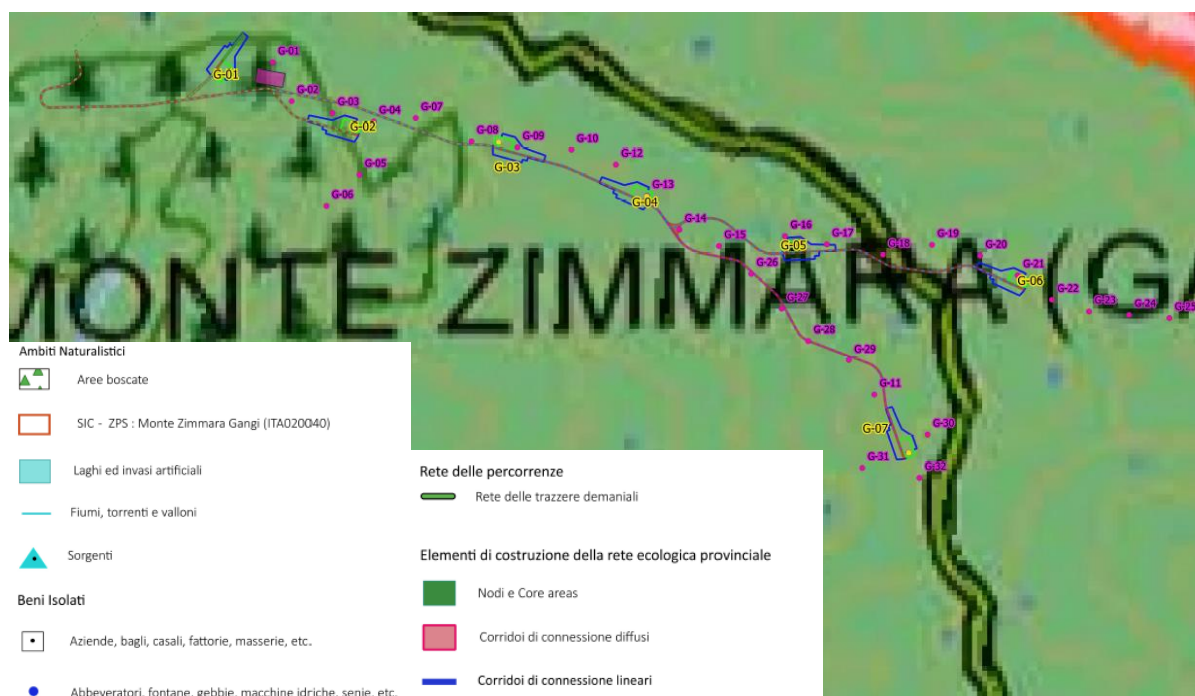 G-01
G-01
G-02
G-03
G-04
G-07
G-02
G-08
G-09
G-10
G-12
G-03
G-05
G-06
G-13
G-04
G-14
G-15
G-16
G-05
G-17
G-18
G-19
G-20
G-21
G-06
G-22
G-23
G-24
G-25
MONTE ZIMMARA (GA
G-26
G-27
G-28
G-29
G-11
G-07
G-30
G-31
G-32
Ambiti Naturalistici
Aree boscate
SIC - ZPS : Monte Zimmara Gangi (ITA020040)
Laghi ed invasi artificiali
Fiumi, torrenti e valloni
Sorgenti
Beni Isolati
Aziende, bagli, casali, fattorie, masserie, etc.
Abbeveratori, fontane, gebbie, macchine idriche, senie, etc.
Rete delle percorrenze
Rete delle trazzere demaniali
Elementi di costruzione della rete ecologica provinciale
Nodi e Core areas
Corridoi di connessione diffusi
Corridoi di connessione lineari